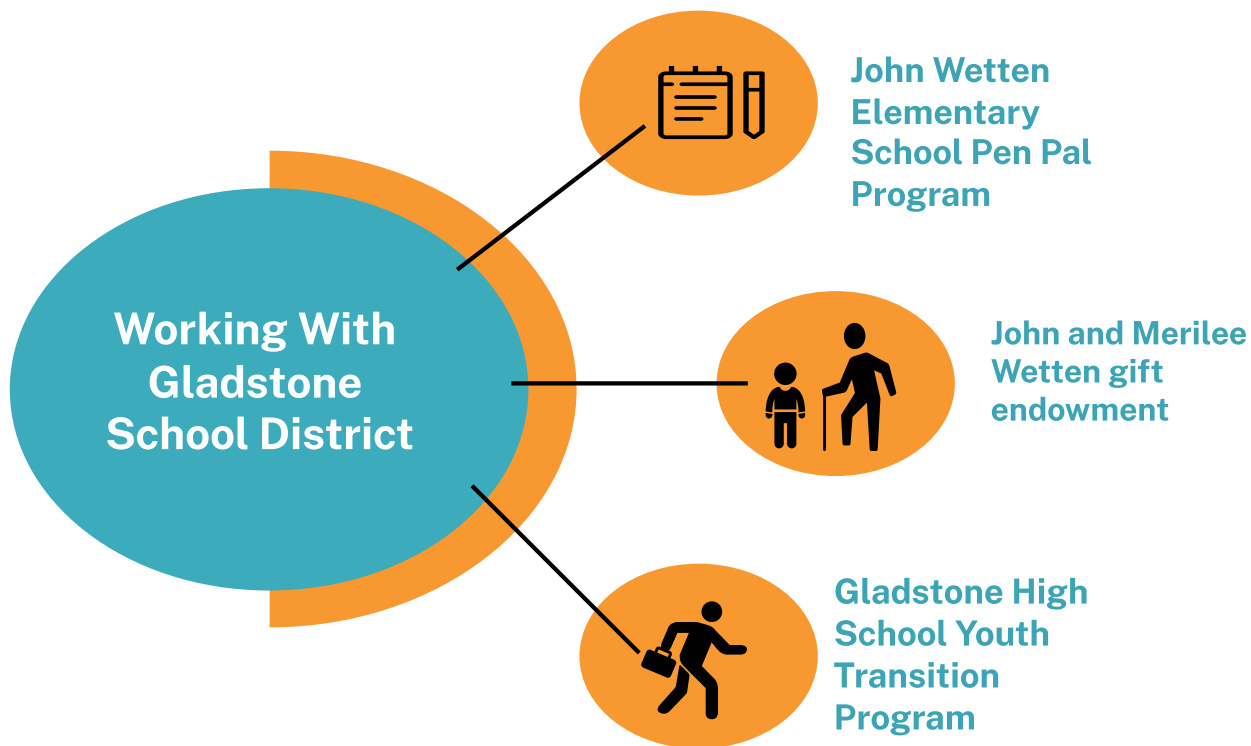 Working With
Gladstone
School District
John Wetten
Elementary
School Pen Pal
Program
John and Merilee
Wetten gift
endowment
Gladstone High
School Youth
Transition
Program